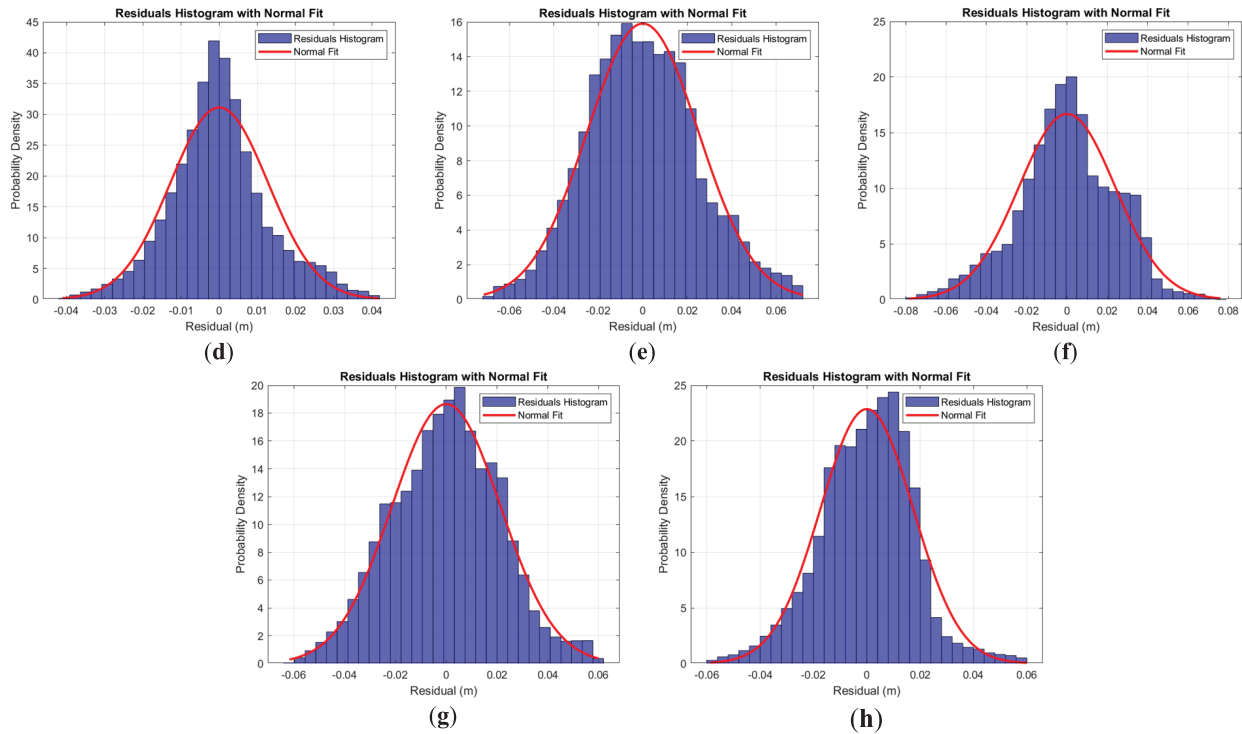 Residuals Histogram with Normal Fit
45
40
35
30
25
20
15
10
5
0
Probability Density
-0.04 -0.03 -0.02 -0.01 0 0.01 0.02 0.03 0.04
Residual (m)
Residuals Histogram
Normal Fit
(d)
Residuals Histogram with Normal Fit
16
14
12
10
8
6
4
2
0
Probability Density
-0.06 -0.04 -0.02 0 0.02 0.04 0.06
Residual (m)
Residuals Histogram
Normal Fit
(e)
Residuals Histogram with Normal Fit
25
20
15
10
5
0
Probability Density
-0.08 -0.06 -0.04 -0.02 0 0.02 0.04 0.06 0.08
Residual (m)
Residuals Histogram
Normal Fit
(f)
Residuals Histogram with Normal Fit
20
18
16
14
12
10
8
6
4
2
0
Probability Density
-0.06 -0.04 -0.02 0 0.02 0.04 0.06
Residual (m)
Residuals Histogram
Normal Fit
(g)
Residuals Histogram with Normal Fit
25
20
15
10
5
0
Probability Density
-0.06 -0.04 -0.02 0 0.02 0.04 0.06
Residual (m)
Residuals Histogram
Normal Fit
(h)